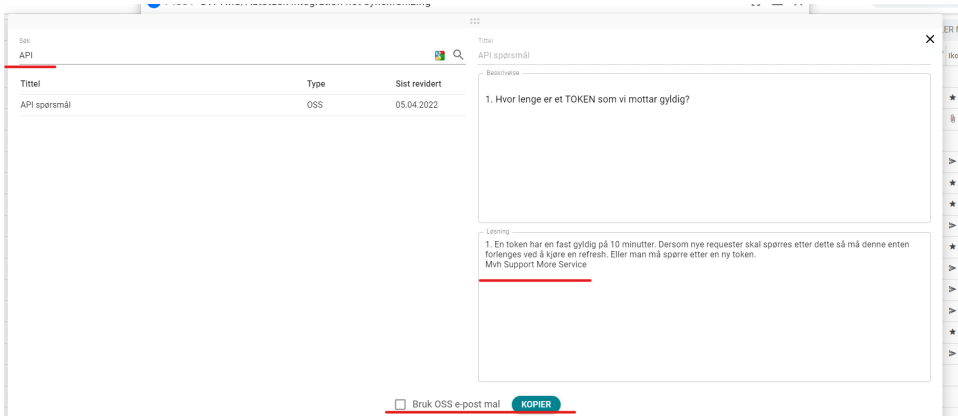 Søk
API
Tittel
API spørsmål
Tittel Type Sist revidert
API spørsmål OSS 05.04.2022
Beskrivelse
1. Hvor lenge er et TOKEN som vi mottar gyldig?
Løsning
1. En token har en fast gyldig på 10 minutter. Dersom nye requester skal spørres etter dette så må denne enten
forlenges ved å kjøre en refresh. Eller man må spørre etter en ny token.
Mvh Support More Service
Bruk OSS e-post mal KOPIER